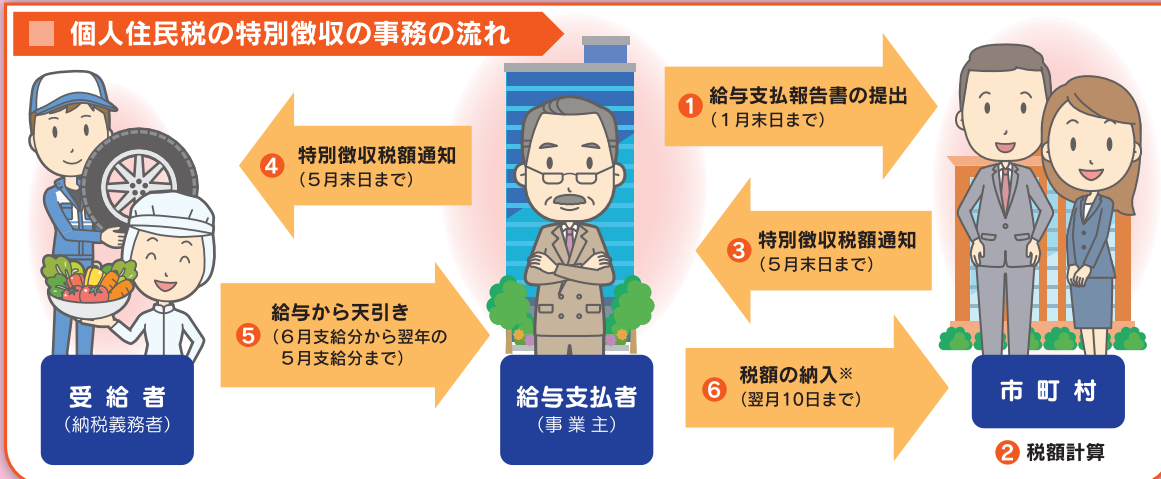 個人住民税の特別徴収の事務の流れ
❶ 給与支払報告書の提出
(1月末日まで)
❹ 特別徴収税額通知
(5月末日まで)
❸ 特別徴収税額通知
(5月末日まで)
❺ 給与から天引き
(6月支給分から翌年の
5月支給分まで)
❻ 税額の納入※
(翌月10日まで)
受給者
(納税義務者)
給与支払者
(事業主)
市町村
❷ 税額計算